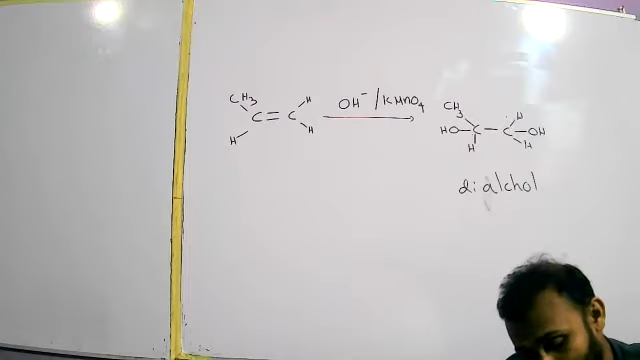 CH3 H
C = C
H H
OH⁻ / KMnO4
CH3 H
HO - C - C - OH
H H
di alchol